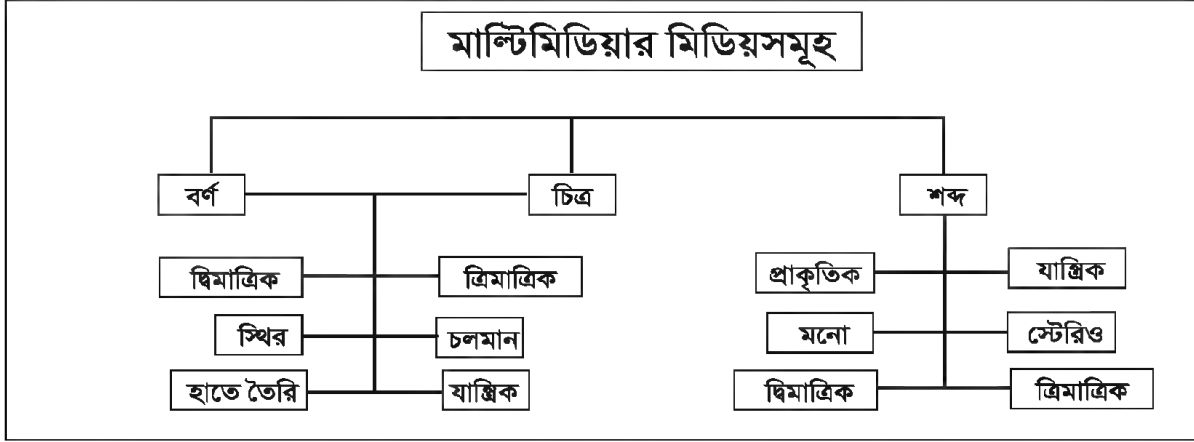 মাল্টিমিডিয়ার মিডিয়সমূহ
বর্ণ
চিত্র
শব্দ
দ্বিমাত্রিক
ত্রিমাত্রিক
স্থির
চলমান
হাতে তৈরি
যান্ত্রিক
প্রাকৃতিক
যান্ত্রিক
মনো
স্টেরিও
দ্বিমাত্রিক
ত্রিমাত্রিক